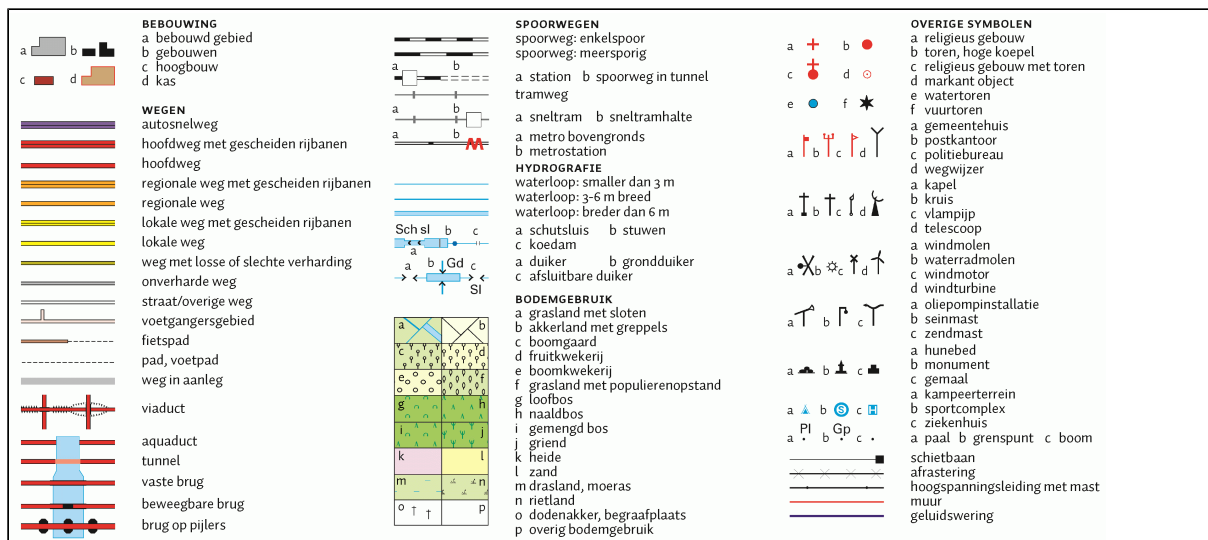 BEBOUWING
a b
a bebouwd gebied
b gebouwen
c d
c hoogbouw
d kas
WEGEN
autosnelweg
hoofdweg met gescheiden rijbanen
hoofdweg
regionale weg met gescheiden rijbanen
regionale weg
lokale weg met gescheiden rijbanen
lokale weg
weg met losse of slechte verharding
onverharde weg
straat/overige weg
voetgangersgebied
fietspad
pad, voetpad
weg in aanleg
viaduct
aquaduct
tunnel
vaste brug
beweegbare brug
brug op pijlers
SPOORWEGEN
spoorweg: enkelspoor
spoorweg: meersporig
a b
a station b spoorweg in tunnel
tramweg
a b
a sneltram b sneltramhalte
a b
a metro bovengronds
b metrostation
HYDROGRAFIE
waterloop: smaller dan 3 m
waterloop: 3-6 m breed
waterloop: breder dan 6 m
Sch sl b c
a
a schutsluis b stuwen
c koedam
a b Gd c
Sl
a duiker b grondduiker
c afsluitbare duiker
BODEMGEBRUIK
a b
c d
e f
g h
i j
k l
m n
o p
a grasland met sloten
b akkerland met greppels
c boomgaard
d fruitkwekerij
e boomkwekerij
f grasland met populierenopstand
g loofbos
h naaldbos
i gemengd bos
j griend
k heide
l zand
m drasland, moeras
n rietland
o dodenakker, begraafplaats
p overig bodemgebruik
OVERIGE SYMBOLEN
a b
c d
e f
a religieus gebouw
b toren, hoge koepel
c religieus gebouw met toren
d markant object
e watertoren
f vuurtoren
a b c d
a gemeentehuis
b postkantoor
c politiebureau
d wegwijzer
a b c d
a kapel
b kruis
c vlampijp
d telescoop
a b c d
a windmolen
b waterradmolen
c windmotor
d windturbine
a b c
a oliepompinstallatie
b seinmast
c zendmast
a b c
a hunebed
b monument
c gemaal
a b S c H
a kampeerterrein
b sportcomplex
c ziekenhuis
Pl Gp
a b c
a paal b grenspunt c boom
schietbaan
afrastering
hoogspanningsleiding met mast
muur
geluidswering